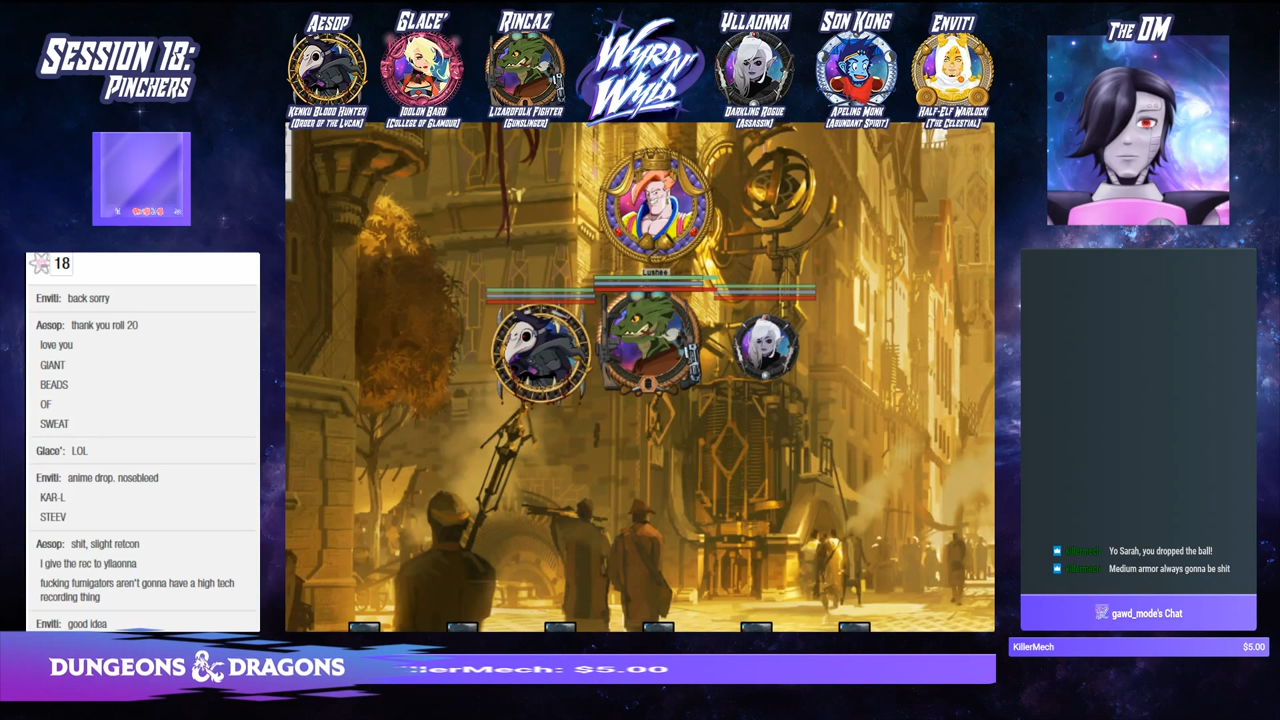 SESSION 18:
PINCHERS
AESOP
KENKU BLOOD HUNTER
(ORDER OF THE LYCAN)
GLACE'
IDOLON BARD
(COLLEGE OF GLAMOUR)
RINCAZ
LIZARDFOLK FIGHTER
(GUNSLINGER)
WYRD N'
WYLD
YLLAONNA
DARKLING ROGUE
(ASSASSIN)
SON KONG
APELING MONK
(ABUNDANT SPIRIT)
ENVITI
HALF-ELF WARLOCK
(THE CELESTIAL)
THE DM
18
Enviti: back sorry
Aesop: thank you roll 20
love you
GIANT
BEADS
OF
SWEAT
Glace': LOL
Enviti: anime drop. nosebleed
KAR-L
STEEV
Aesop: shit, slight retcon
I give the rec to yllaonna
fucking fumigators aren't gonna have a high tech
recording thing
Enviti: good idea
Lushee
killermech Yo Sarah, you dropped the ball!
killermech Medium armor always gonna be shit
gawd_mode's Chat
KillerMech $5.00
DUNGEONS & DRAGONS
llerMech: $5.00